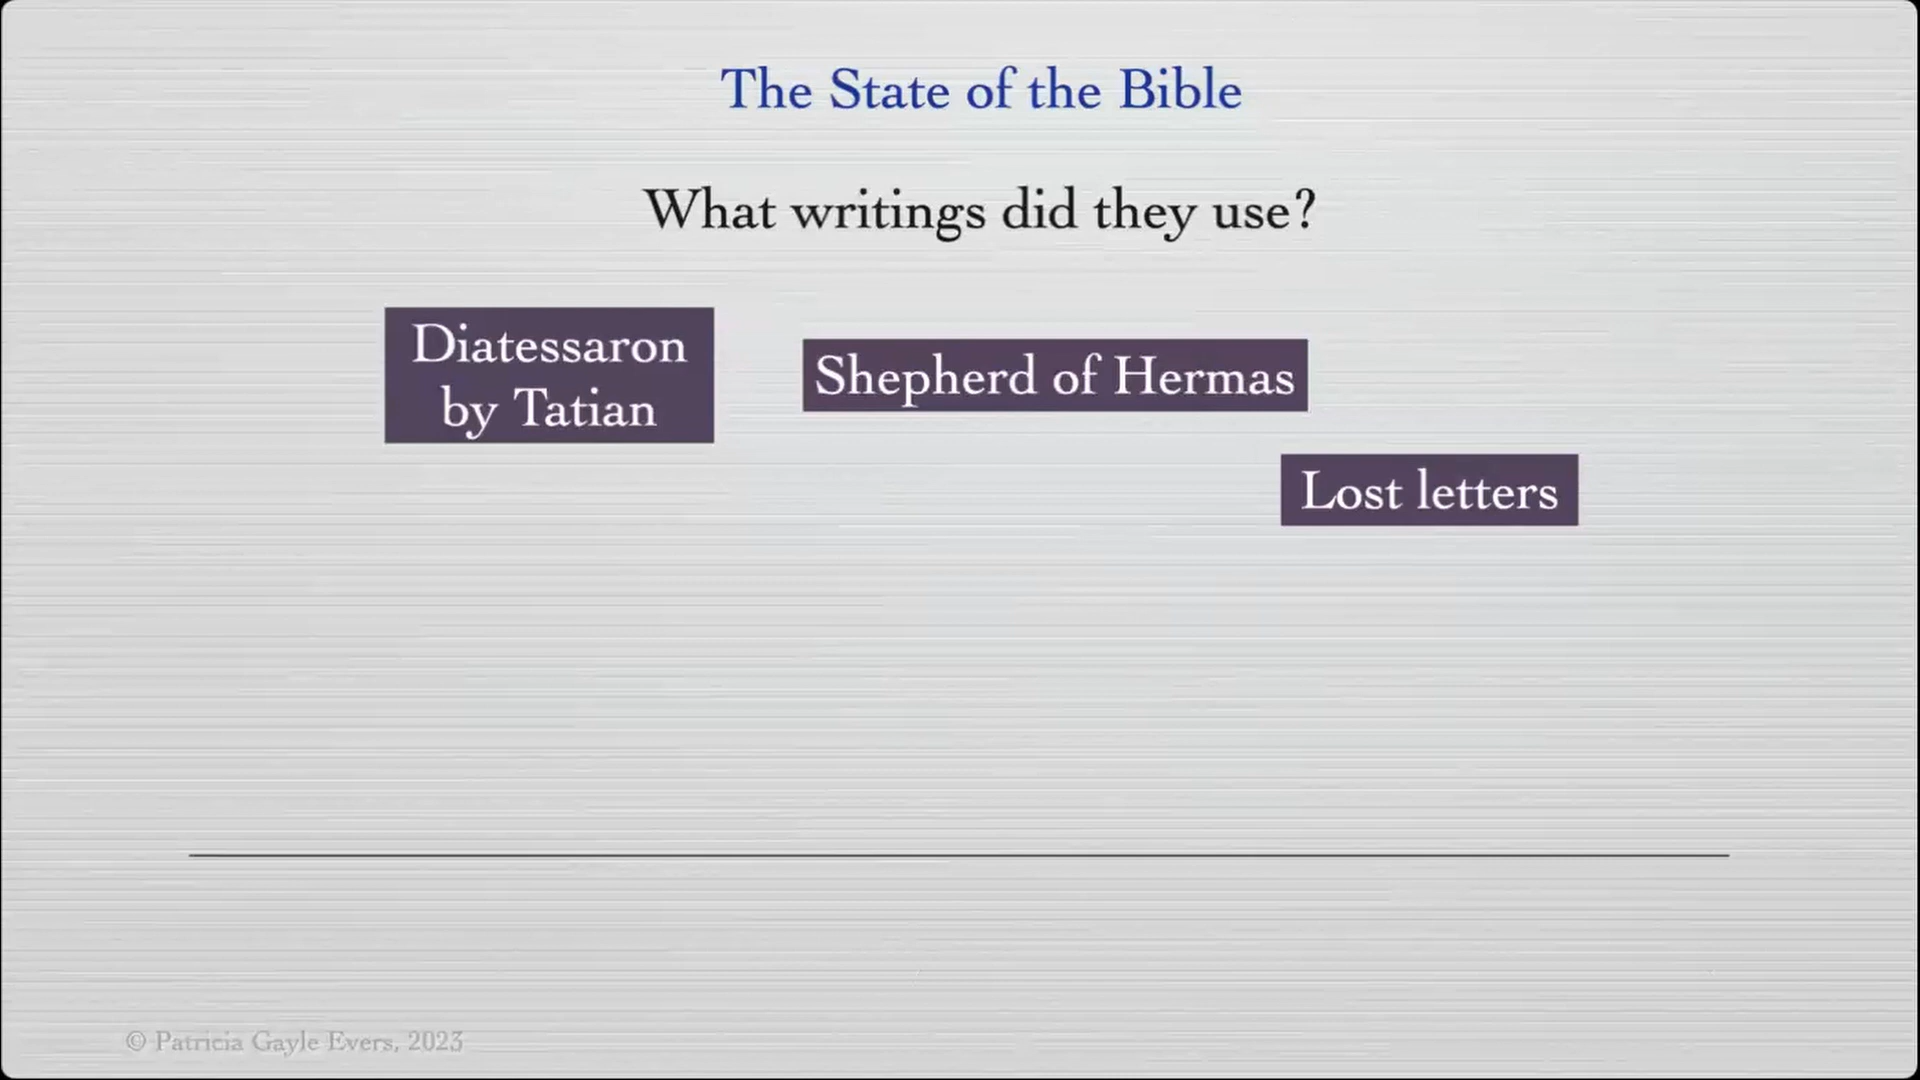 The State of the Bible
What writings did they use?
Diatessaron
by Tatian
Shepherd of Hermas
Lost letters
© Patricia Gayle Evers, 2023